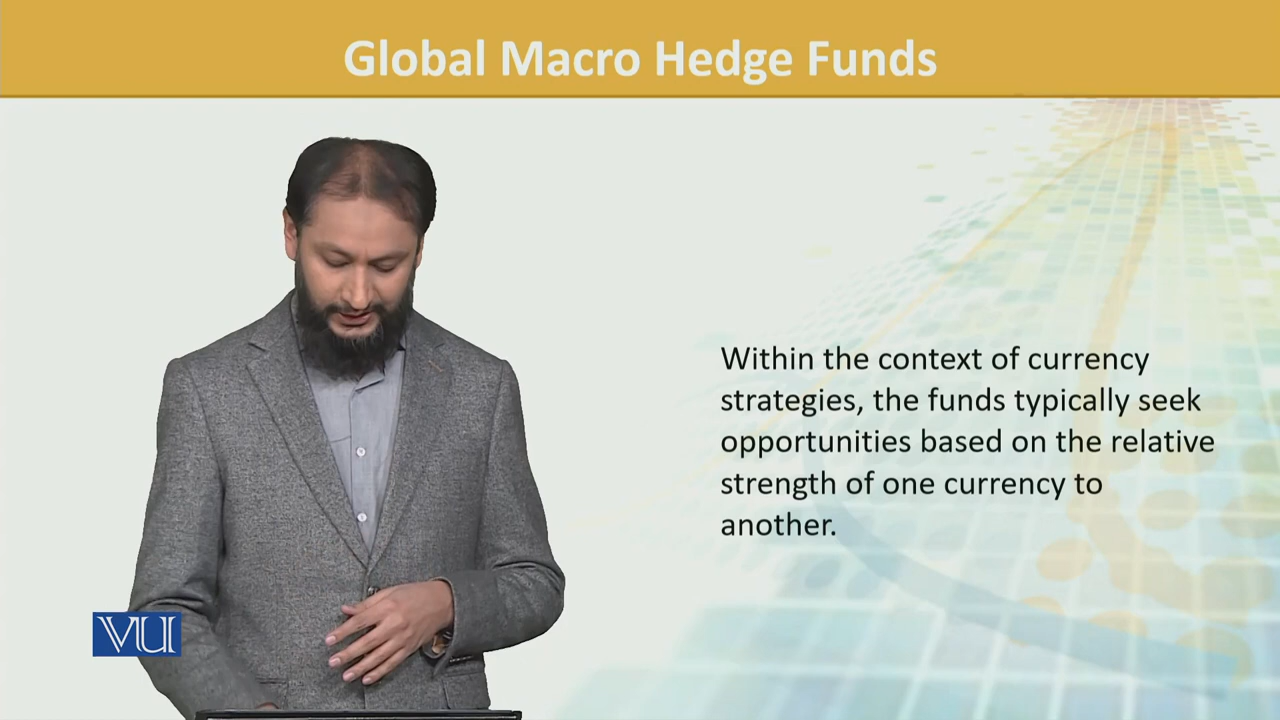 Global Macro Hedge Funds
Within the context of currency
strategies, the funds typically seek
opportunities based on the relative
strength of one currency to
another.
VU